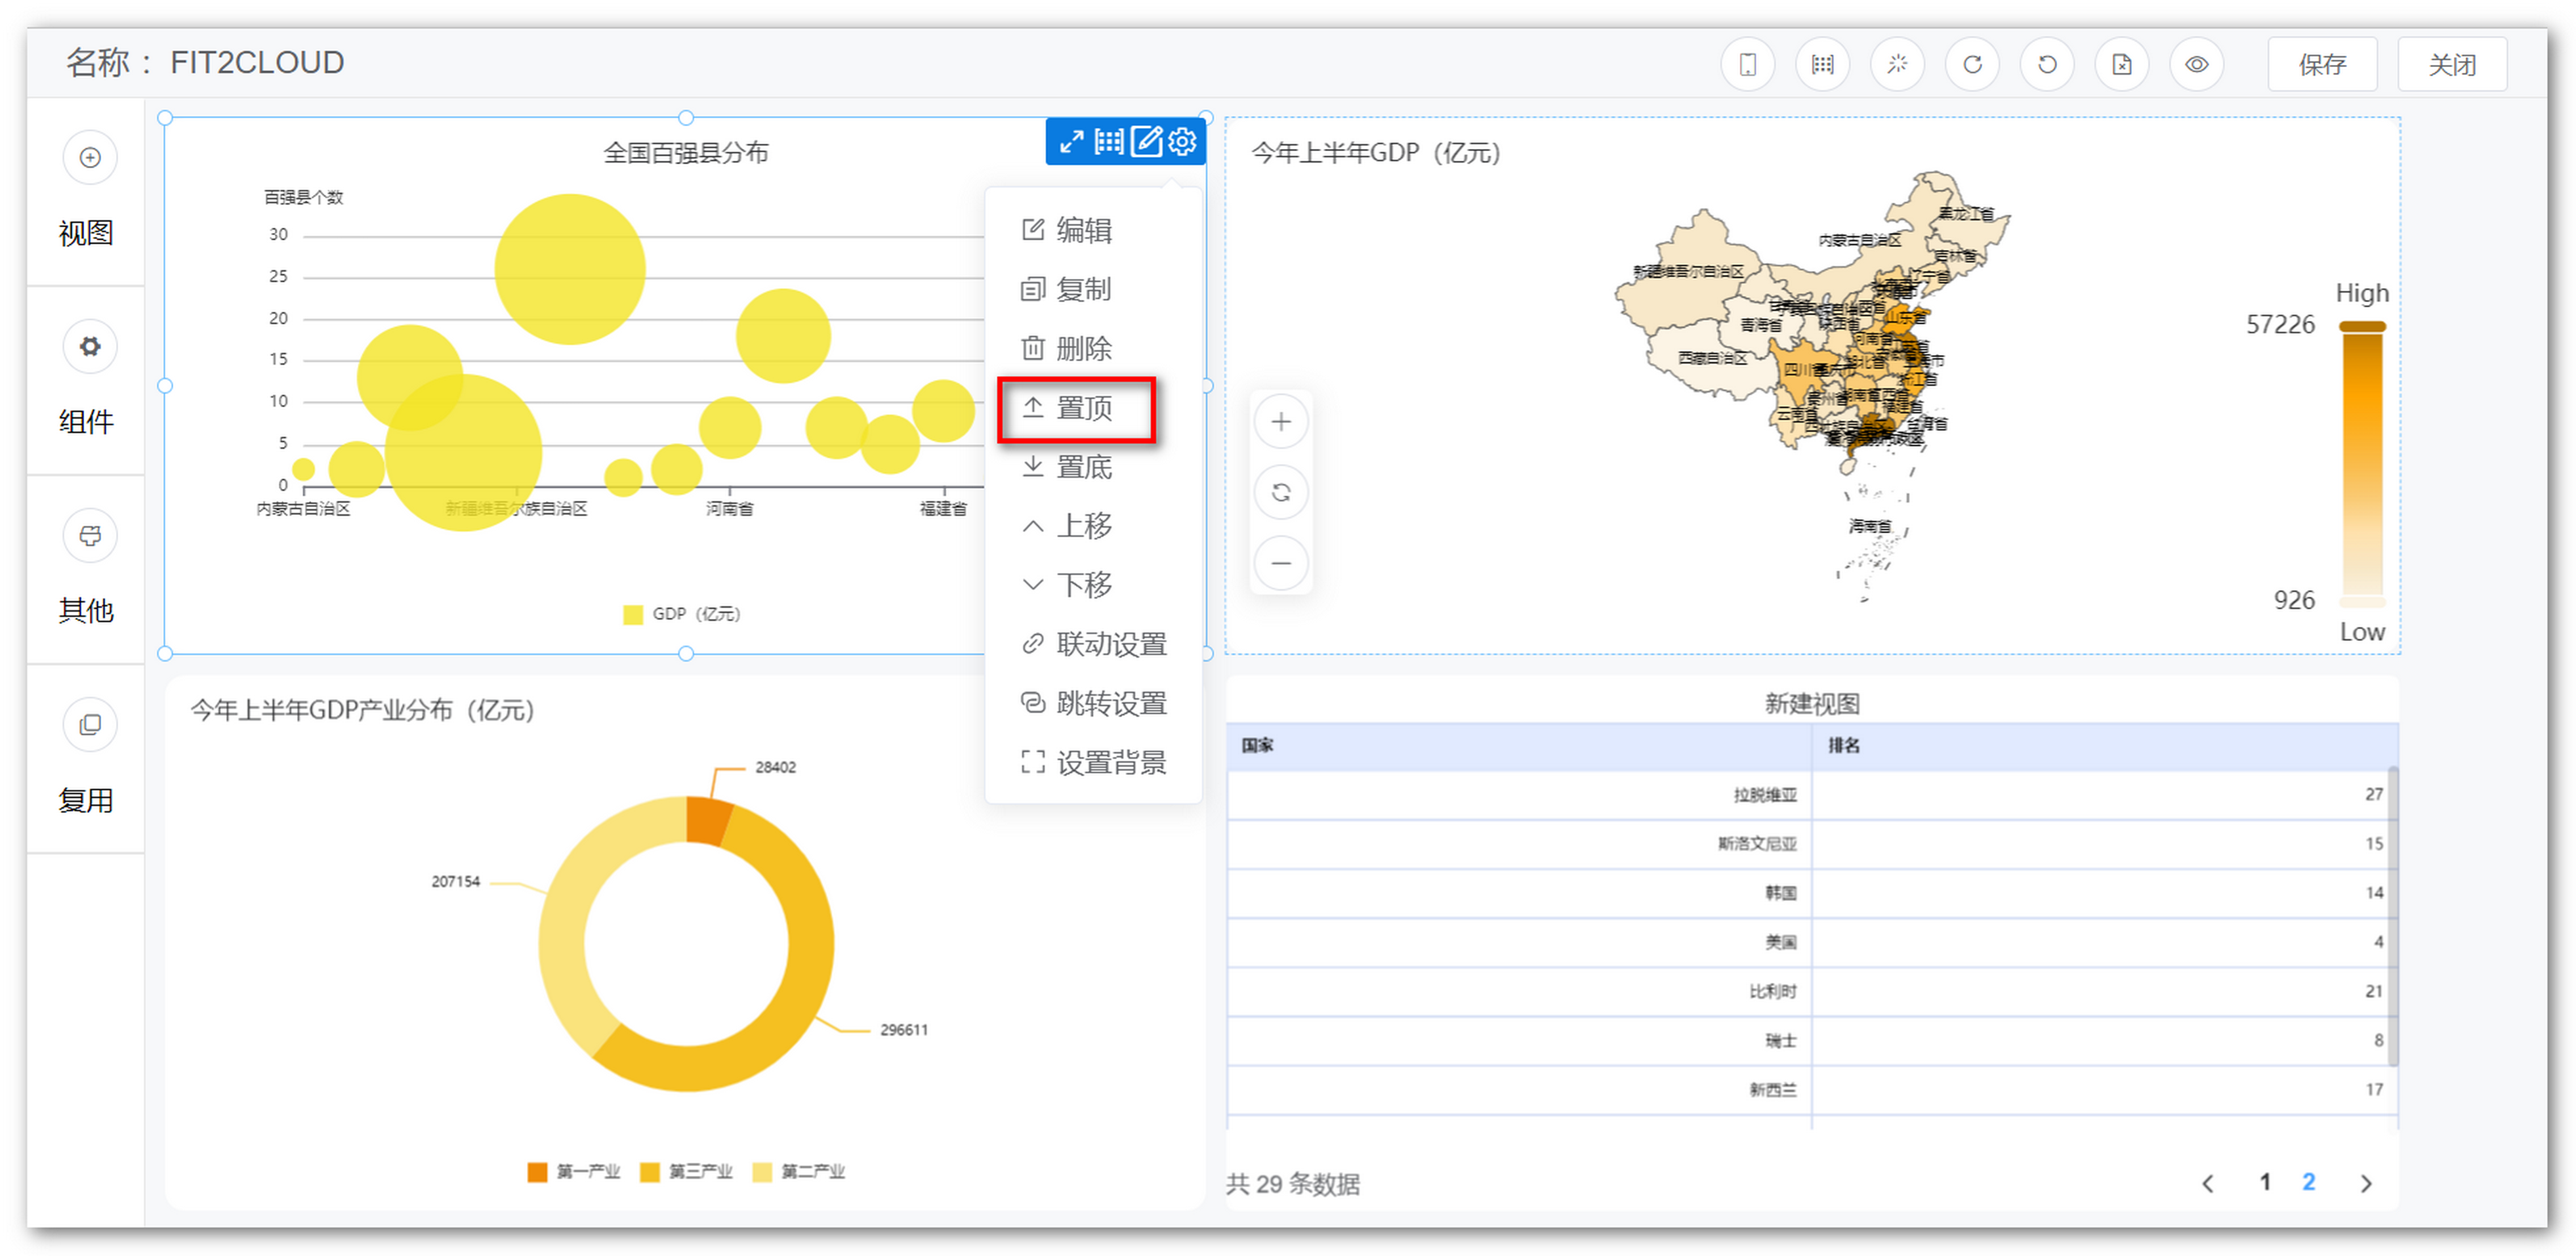 名称： FIT2CLOUD
保存
关闭
视图
组件
其他
复用
全国百强县分布
百强县个数
30
25
20
15
10
5
0
内蒙古自治区
新疆维吾尔族自治区
河南省
福建省
GDP（亿元）
编辑
复制
删除
置顶
置底
上移
下移
联动设置
跳转设置
设置背景
今年上半年GDP（亿元）
黑龙江省
内蒙古自治区
吉林省
新疆维吾尔自治区
辽宁省
青海省
陕西省
山东省
河南省
西藏自治区
四川省
云南省
福建省
海南省
High
57226
926
Low
今年上半年GDP产业分布（亿元）
28402
207154
296611
第一产业
第三产业
第二产业
新建视图
国家 排名
拉脱维亚 27
斯洛文尼亚 15
韩国 14
美国 4
比利时 21
瑞士 8
新西兰 17
共 29 条数据
1 2